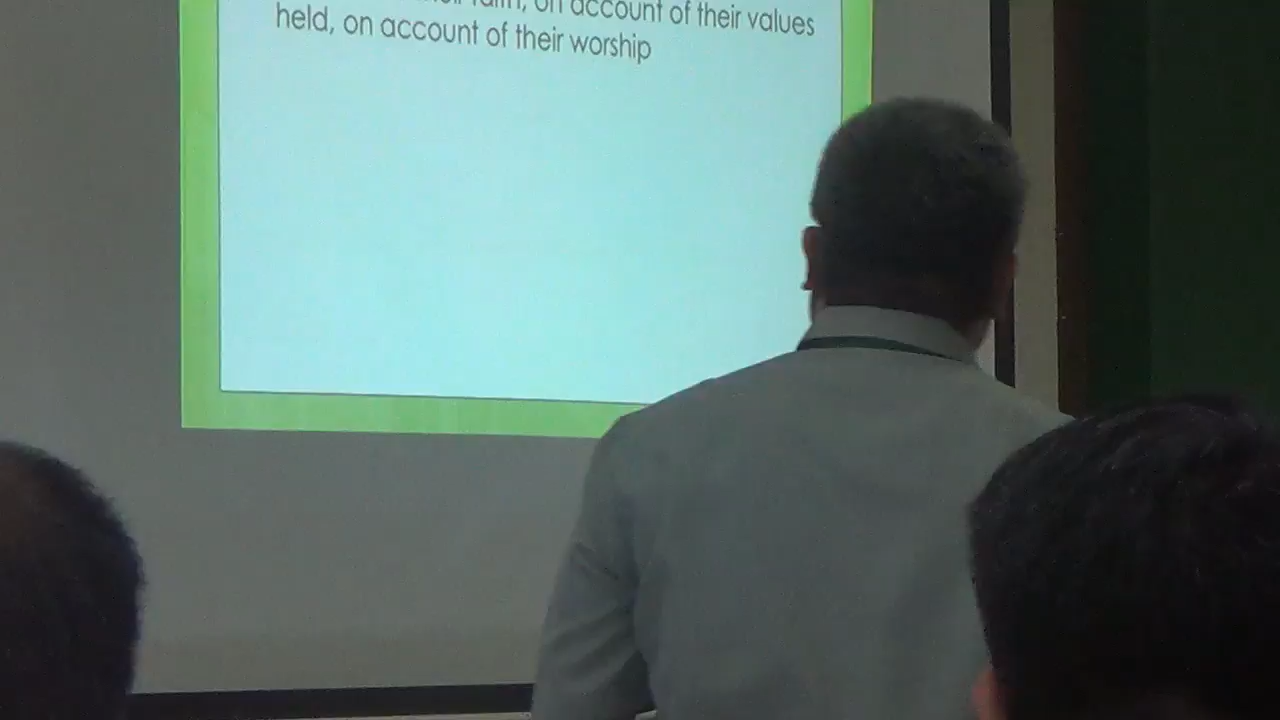 on account of their values
held, on account of their worship